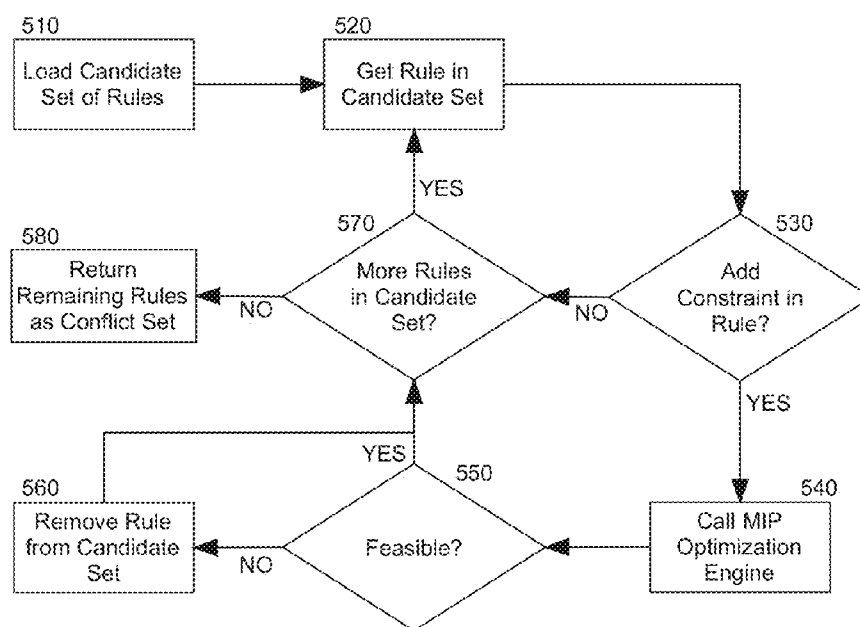 510
Load Candidate
Set of Rules
520
Get Rule in
Candidate Set
YES
530
Add
Constraint in
Rule?
NO
570
More Rules
in Candidate
Set?
NO
580
Return
Remaining Rules
as Conflict Set
YES
540
Call MIP
Optimization
Engine
550
Feasible?
YES
NO
560
Remove Rule
from Candidate
Set